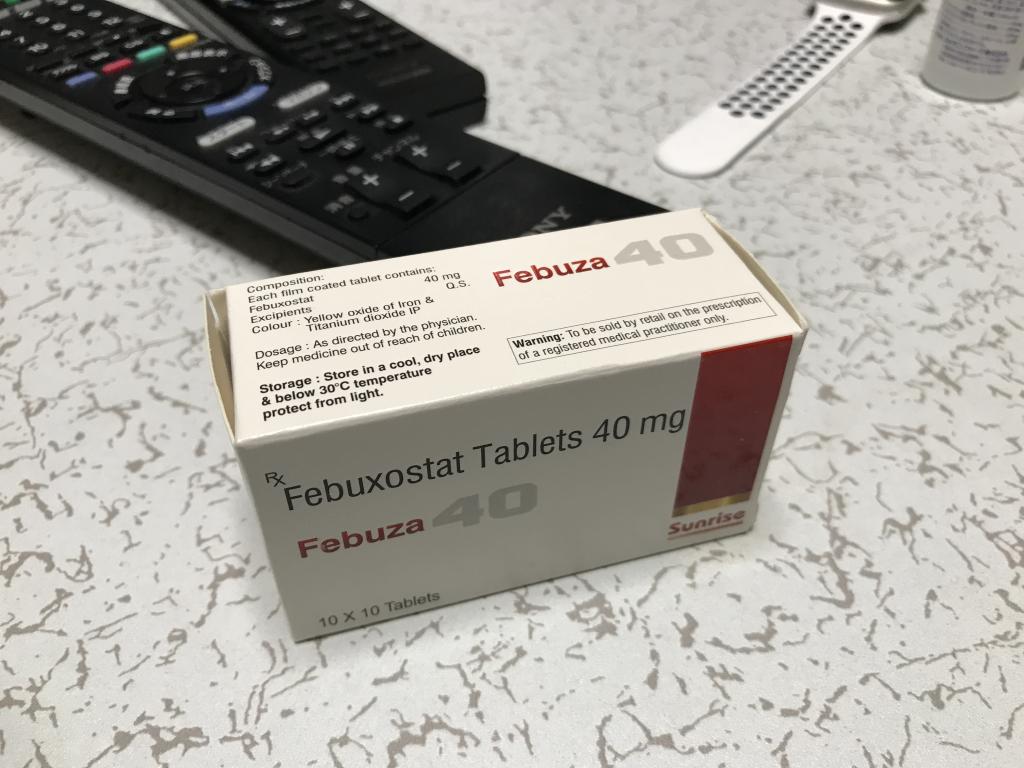 Composition:
Each film coated tablet contains:
Febuxostat 40 mg
Excipients Q.S.
Colour : Yellow oxide of Iron &
Titanium dioxide IP
Dosage : As directed by the physician.
Keep medicine out of reach of children.
Storage : Store in a cool, dry place
& below 30°C temperature
protect from light.
Febuza 40
Warning: To be sold by retail on the prescription
of a registered medical practitioner only.
Rx
Febuxostat Tablets 40 mg
Febuza 40
10 X 10 Tablets
Sunrise